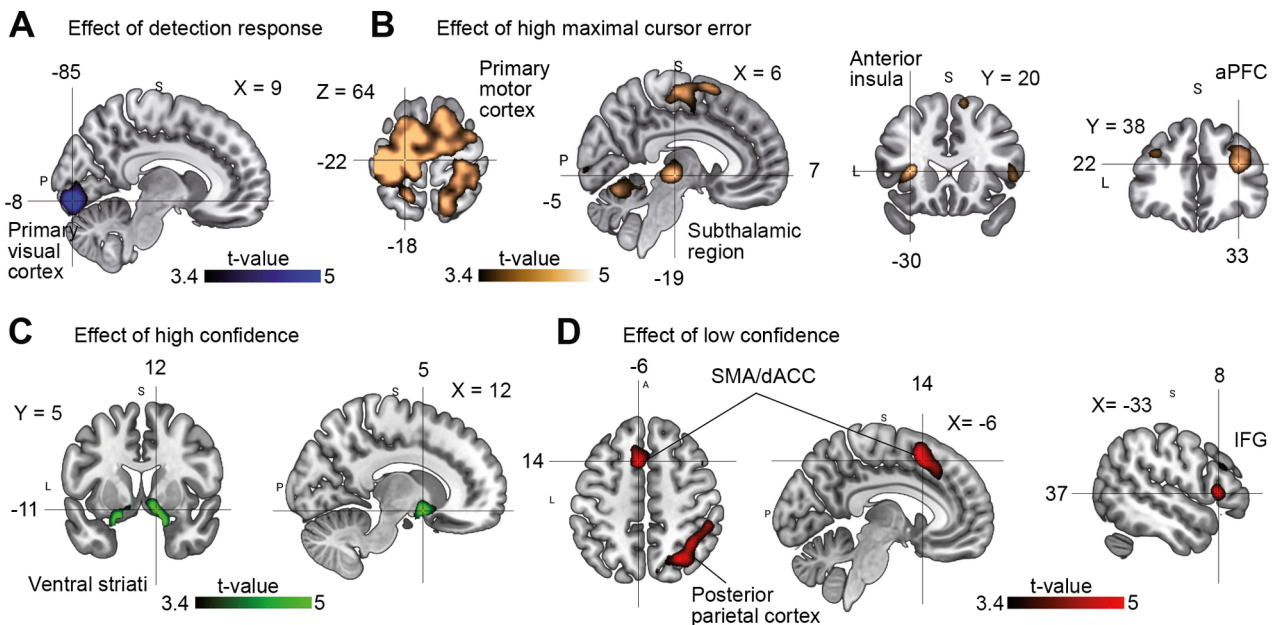 A Effect of detection response
-85
S
X = 9
P
-8
Primary
visual
cortex
t-value
3.4 5
B Effect of high maximal cursor error
Z = 64
Primary
motor
cortex
-22
-18
S
X = 6
P
7
-5
Subthalamic
region
-19
t-value
3.4 5
Anterior
insula
S
Y = 20
L
-30
aPFC
S
Y = 38
22
L
33
C Effect of high confidence
12
S
Y = 5
L
-11
Ventral striati
5
S
X = 12
P
t-value
3.4 5
D Effect of low confidence
-6
A
SMA/dACC
14
L
Posterior
parietal cortex
14
S
X= -6
P
8
S
X= -33
IFG
37
t-value
3.4 5